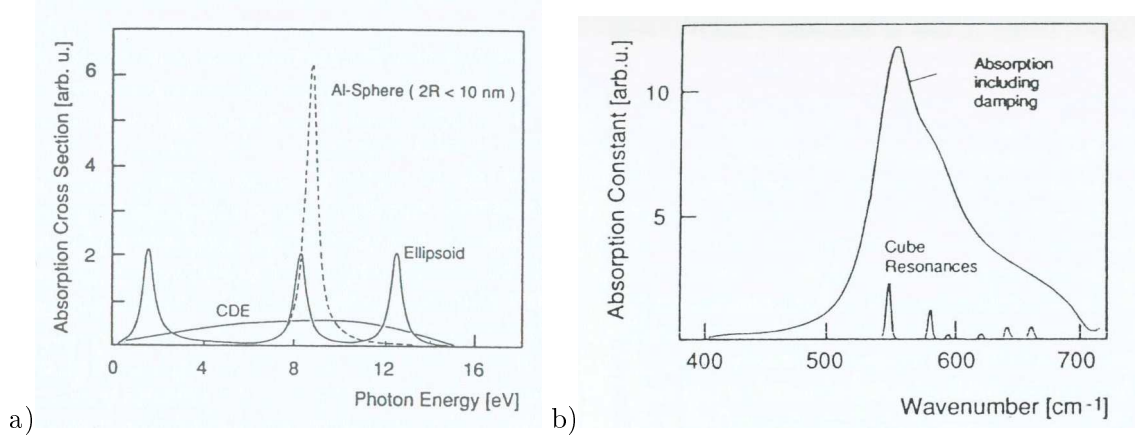 a)
Absorption Cross Section [arb. u.]
6
4
2
Al-Sphere ( 2R < 10 nm )
Ellipsoid
CDE
0 4 8 12 16
Photon Energy [eV]
b)
Absorption Constant [arb.u.]
10
5
Absorption
including
damping
Cube
Resonances
400 500 600 700
Wavenumber [cm-1]